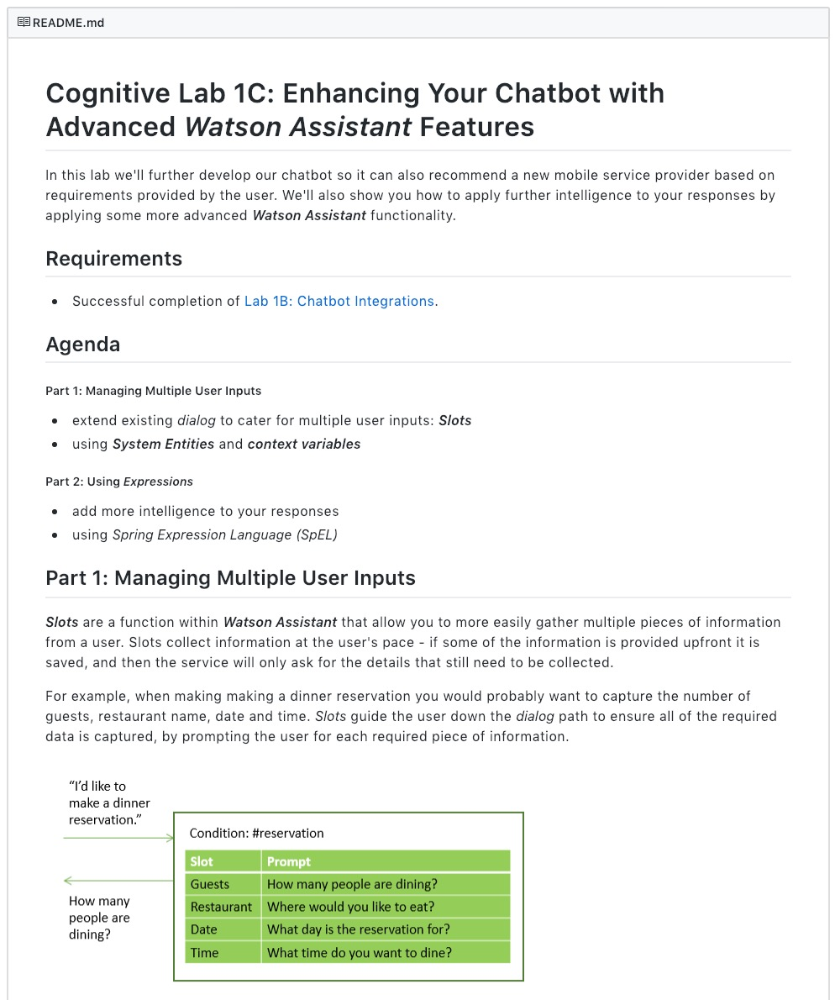 README.md
Cognitive Lab 1C: Enhancing Your Chatbot with
Advanced Watson Assistant Features
In this lab we'll further develop our chatbot so it can also recommend a new mobile service provider based on
requirements provided by the user. We'll also show you how to apply further intelligence to your responses by
applying some more advanced Watson Assistant functionality.
Requirements
• Successful completion of Lab 1B: Chatbot Integrations.
Agenda
Part 1: Managing Multiple User Inputs
• extend existing dialog to cater for multiple user inputs: Slots
• using System Entities and context variables
Part 2: Using Expressions
• add more intelligence to your responses
• using Spring Expression Language (SpEL)
Part 1: Managing Multiple User Inputs
Slots are a function within Watson Assistant that allow you to more easily gather multiple pieces of information
from a user. Slots collect information at the user's pace - if some of the information is provided upfront it is
saved, and then the service will only ask for the details that still need to be collected.
For example, when making making a dinner reservation you would probably want to capture the number of
guests, restaurant name, date and time. Slots guide the user down the dialog path to ensure all of the required
data is captured, by prompting the user for each required piece of information.
“I’d like to
make a dinner
reservation.”
How many
people are
dining?
Condition: #reservation
Slot Prompt
Guests How many people are dining?
Restaurant Where would you like to eat?
Date What day is the reservation for?
Time What time do you want to dine?